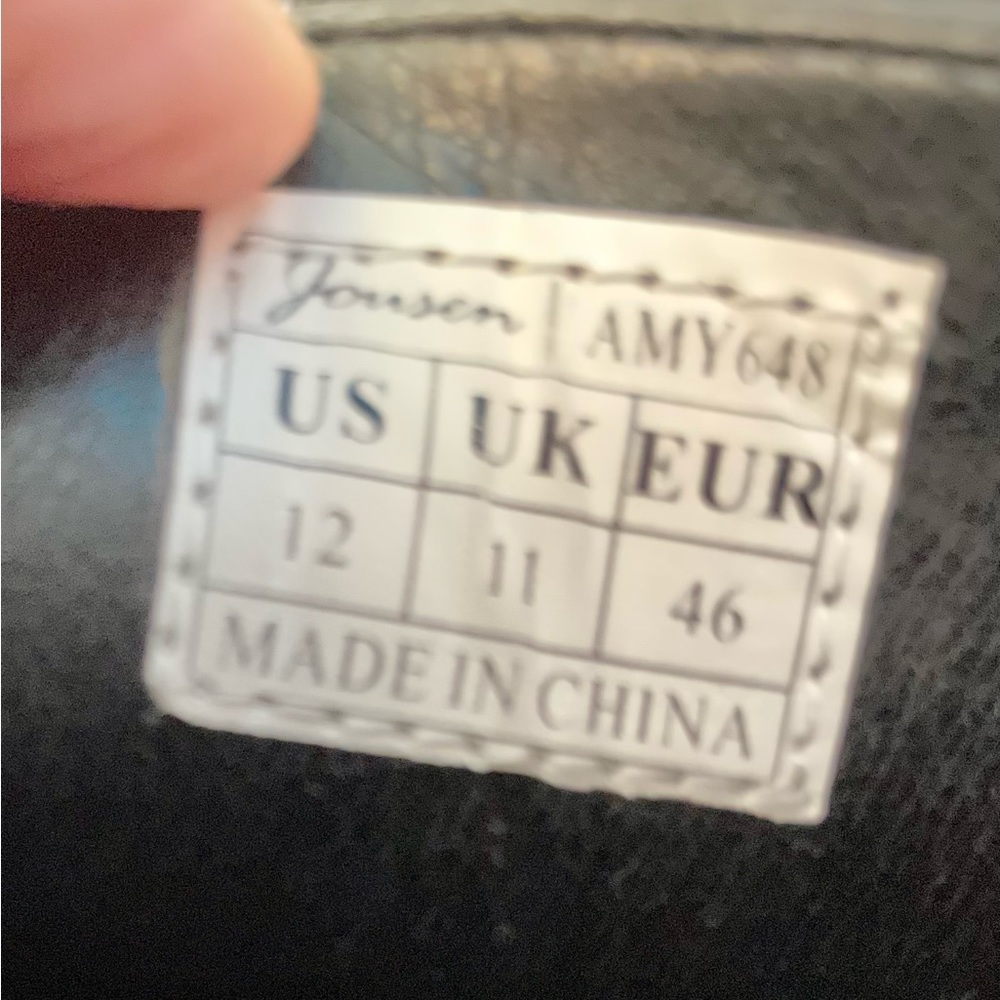 Jousen AMY648
US UK EUR
12 11 46
MADE IN CHINA